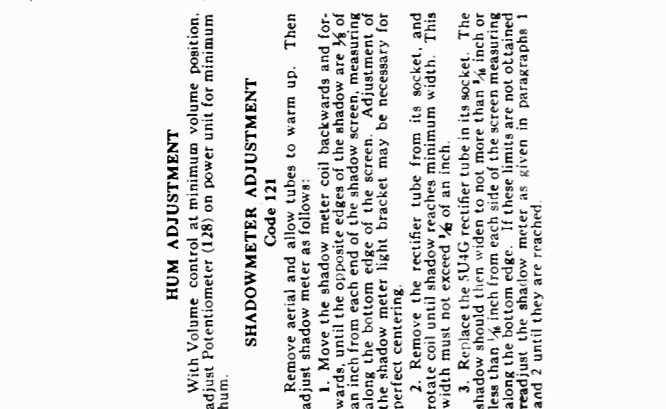 HUM ADJUSTMENT
With Volume control at minimum volume position,
adjust Potentiometer (128) on power unit for minimum
hum.
SHADOWMETER ADJUSTMENT
Code 121
Remove aerial and allow tubes to warm up. Then
adjust shadow meter as follows:
1. Move the shadow meter coil backwards and for-
wards, until the opposite edges of the shadow are ⅛ of
an inch from each end of the shadow screen, measuring
along the bottom edge of the screen. Adjustment of
the shadow meter light bracket may be necessary for
perfect centering.
2. Remove the rectifier tube from its socket, and
rotate coil until shadow reaches minimum width. This
width must not exceed of an inch.
3. Replace the 5U4G rectifier tube in its socket. The
shadow should then widen to not more than inch or
less than inch from each side of the screen measuring
along the bottom edge. If these limits are not obtained
readjust the shadow meter as given in paragraphs 1
and 2 until they are reached.